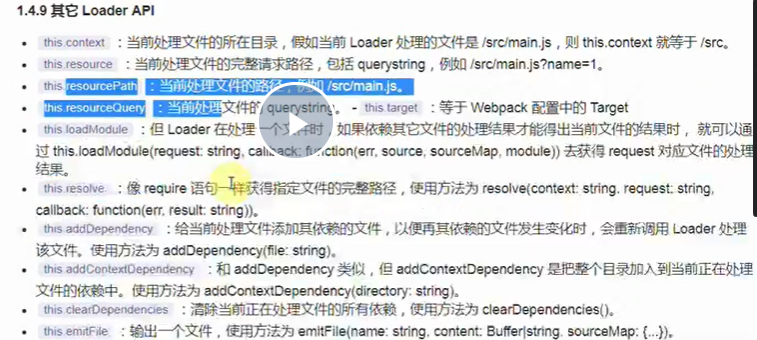 1.4.9 其它 Loader API
this.context ：当前处理文件的所在目录，假如当前 Loader 处理的文件是 /src/main.js，则 this.context 就等于 /src。
this.resource ：当前处理文件的完整请求路径，包括 querystring，例如 /src/main.js?name=1。
this.resourcePath ：当前处理文件的路径，例如 /src/main.js。
this.resourceQuery ：当前处理文件的 querystring。 - this.target ：等于 Webpack 配置中的 Target
this.loadModule ：但 Loader 在处理一个文件时，如果依赖其它文件的处理结果才能得出当前文件的结果时， 就可以通
过 this.loadModule(request: string, callback: function(err, source, sourceMap, module)) 去获得 request 对应文件的处理
结果。
this.resolve ：像 require 语句一样获得指定文件的完整路径，使用方法为 resolve(context: string, request: string,
callback: function(err, result: string))。
this.addDependency ：给当前处理文件添加其依赖的文件，以便再其依赖的文件发生变化时，会重新调用 Loader 处理
该文件。使用方法为 addDependency(file: string)。
this.addContextDependency ：和 addDependency 类似，但 addContextDependency 是把整个目录加入到当前正在处理
文件的依赖中。使用方法为 addContextDependency(directory: string)。
this.clearDependencies ：清除当前正在处理文件的所有依赖，使用方法为 clearDependencies()。
this.emitFile ：输出一个文件，使用方法为 emitFile(name: string, content: Buffer|string, sourceMap: {...})。